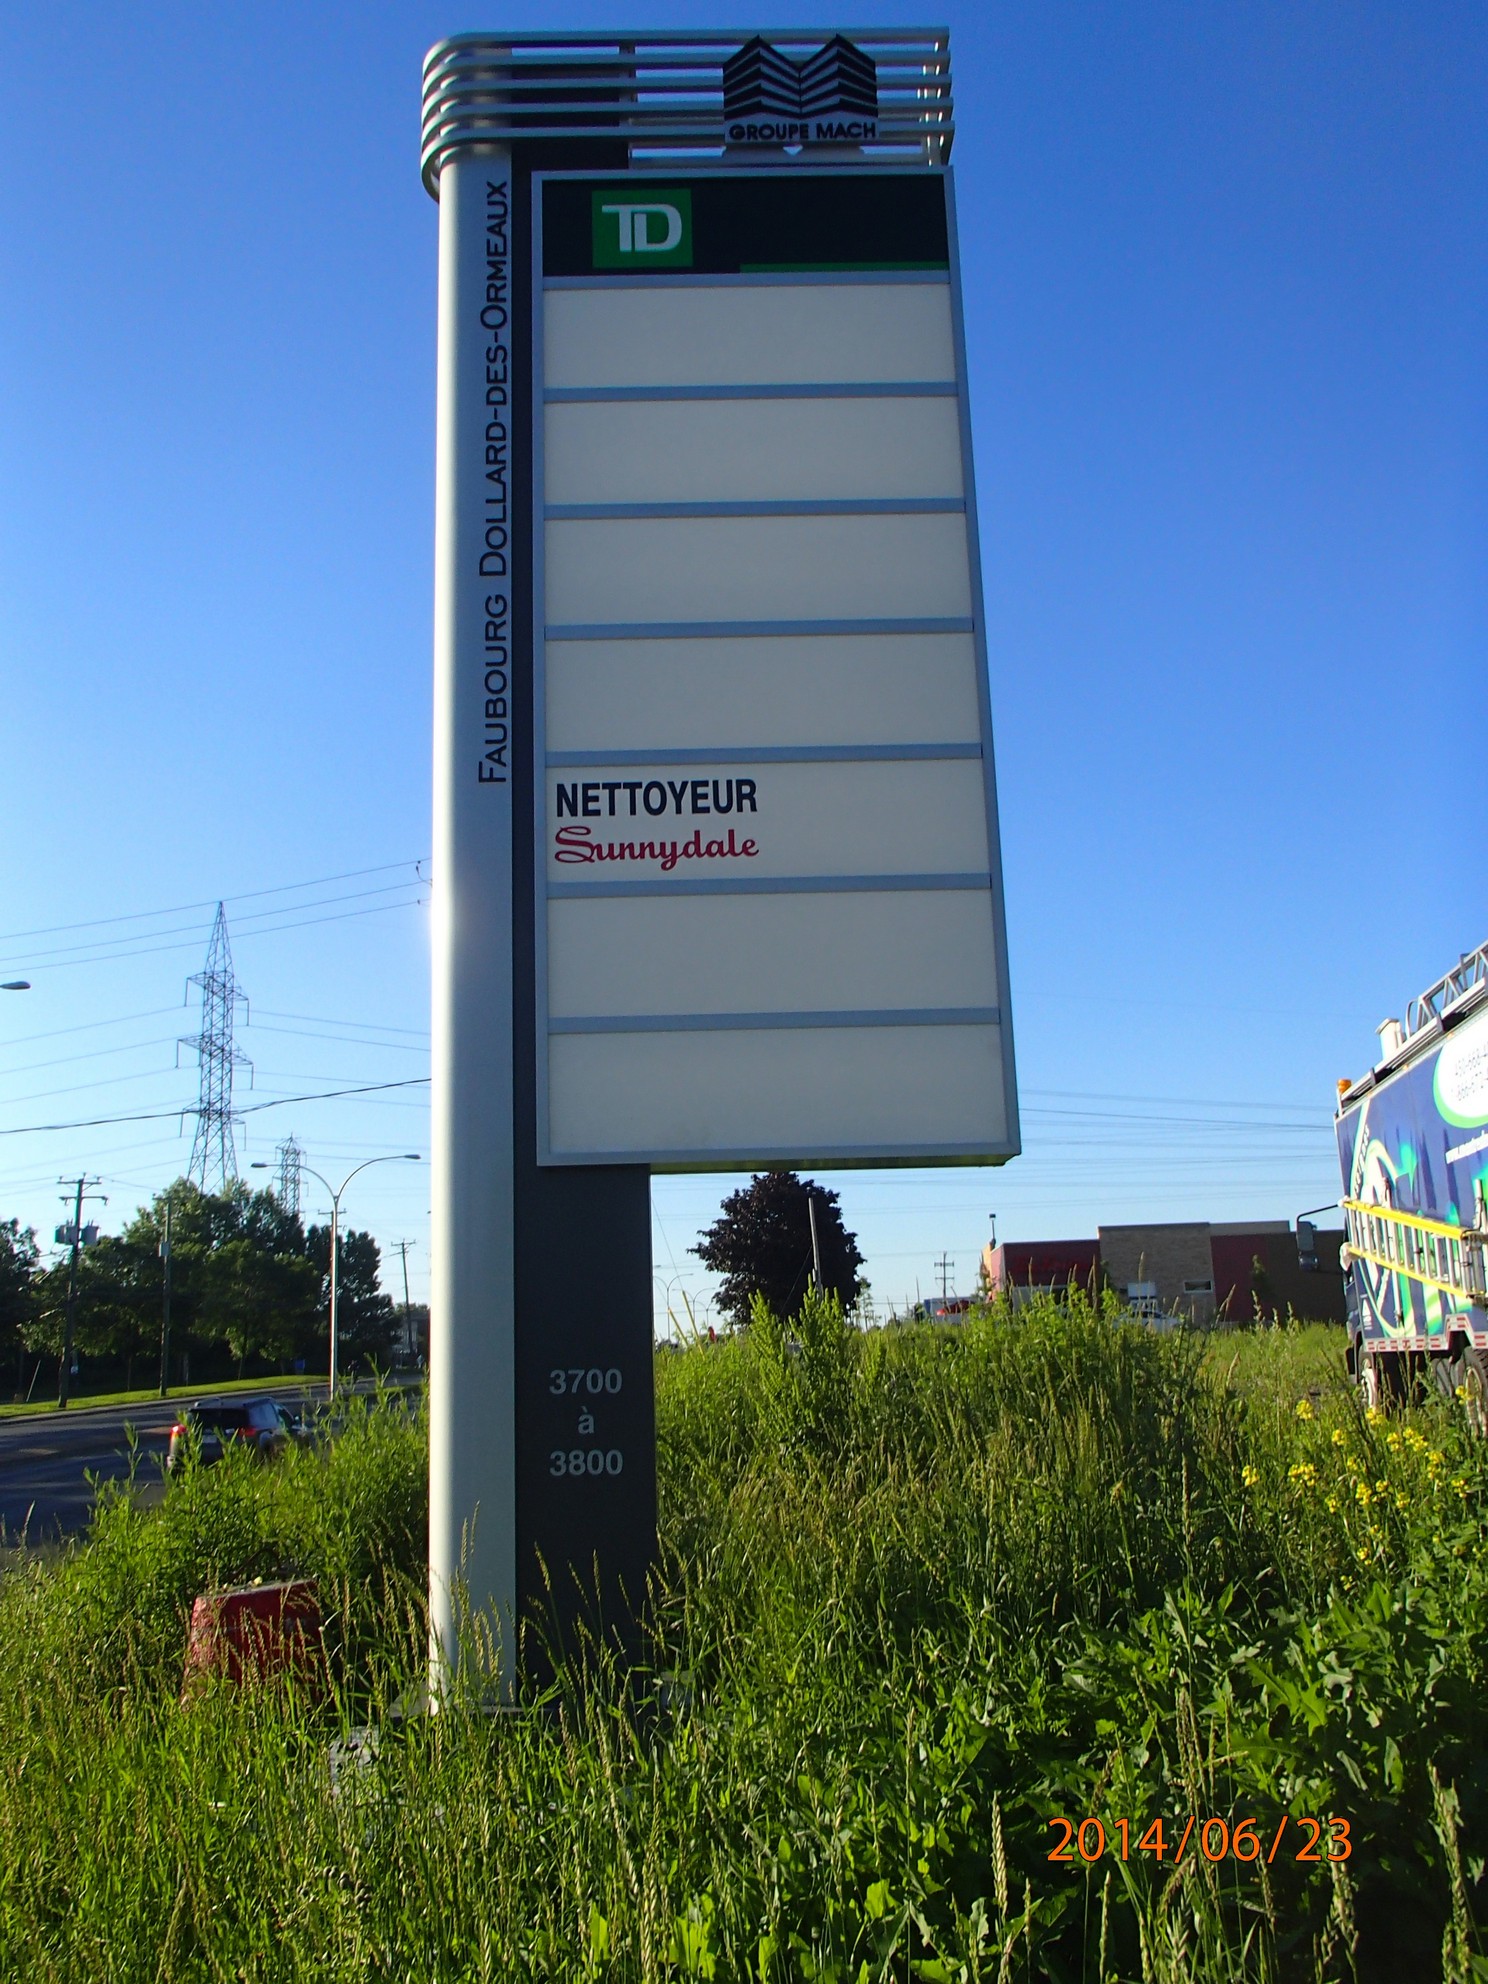 GROUPE MACH
TD
FAUBOURG DOLLARD-DES-ORMEAUX
NETTOYEUR
Sunnydale
3700
à
3800
2014/06/23